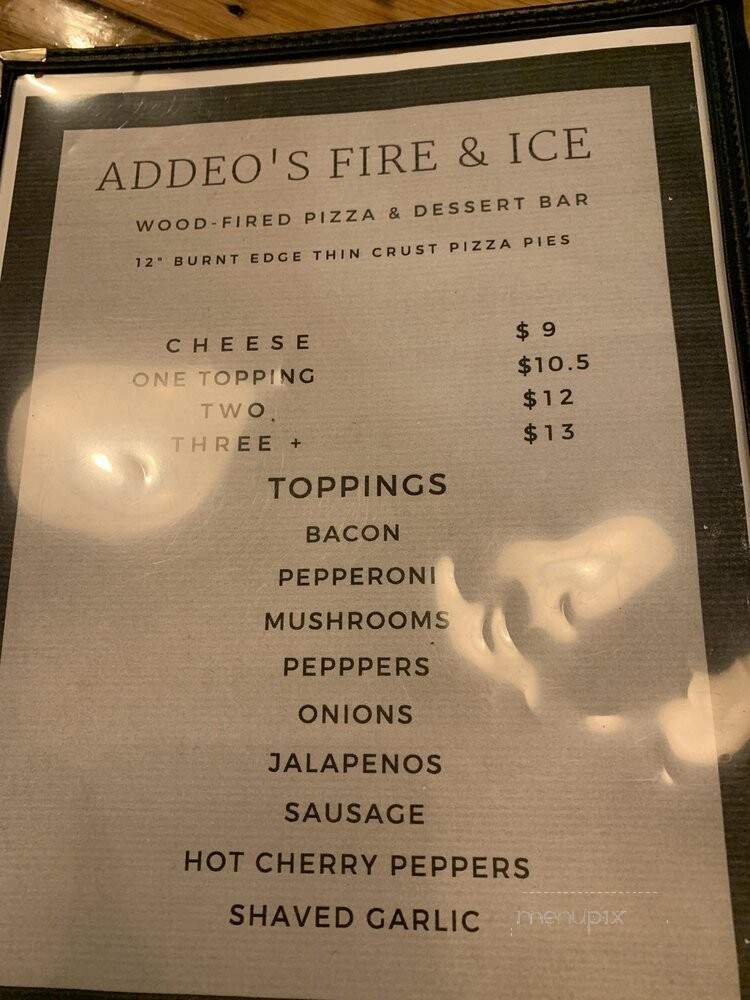 ADDEO'S FIRE & ICE
WOOD-FIRED PIZZA & DESSERT BAR
12" BURNT EDGE THIN CRUST PIZZA PIES
CHEESE $ 9
ONE TOPPING $10.5
TWO. $12
THREE + $13
TOPPINGS
BACON
PEPPERONI
MUSHROOMS
PEPPPERS
ONIONS
JALAPENOS
SAUSAGE
HOT CHERRY PEPPERS
SHAVED GARLIC
menupix